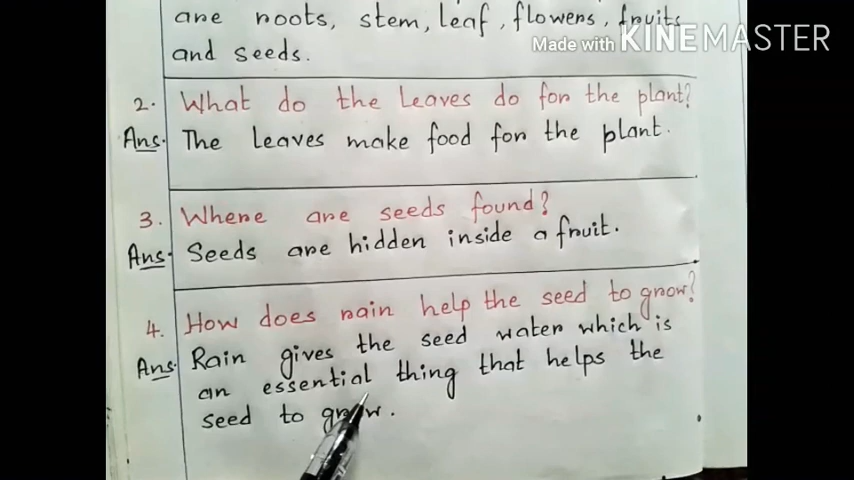 are roots, stem, leaf, flowers, fruits
Made with KINEMASTER
and seeds.
2. What do the leaves do for the plant?
Ans. The leaves make food for the plant.
3. Where are seeds found?
Ans. Seeds are hidden inside a fruit.
4. How does rain help the seed to grow?
Ans. Rain gives the seed water which is
an essential thing that helps the
seed to grow.